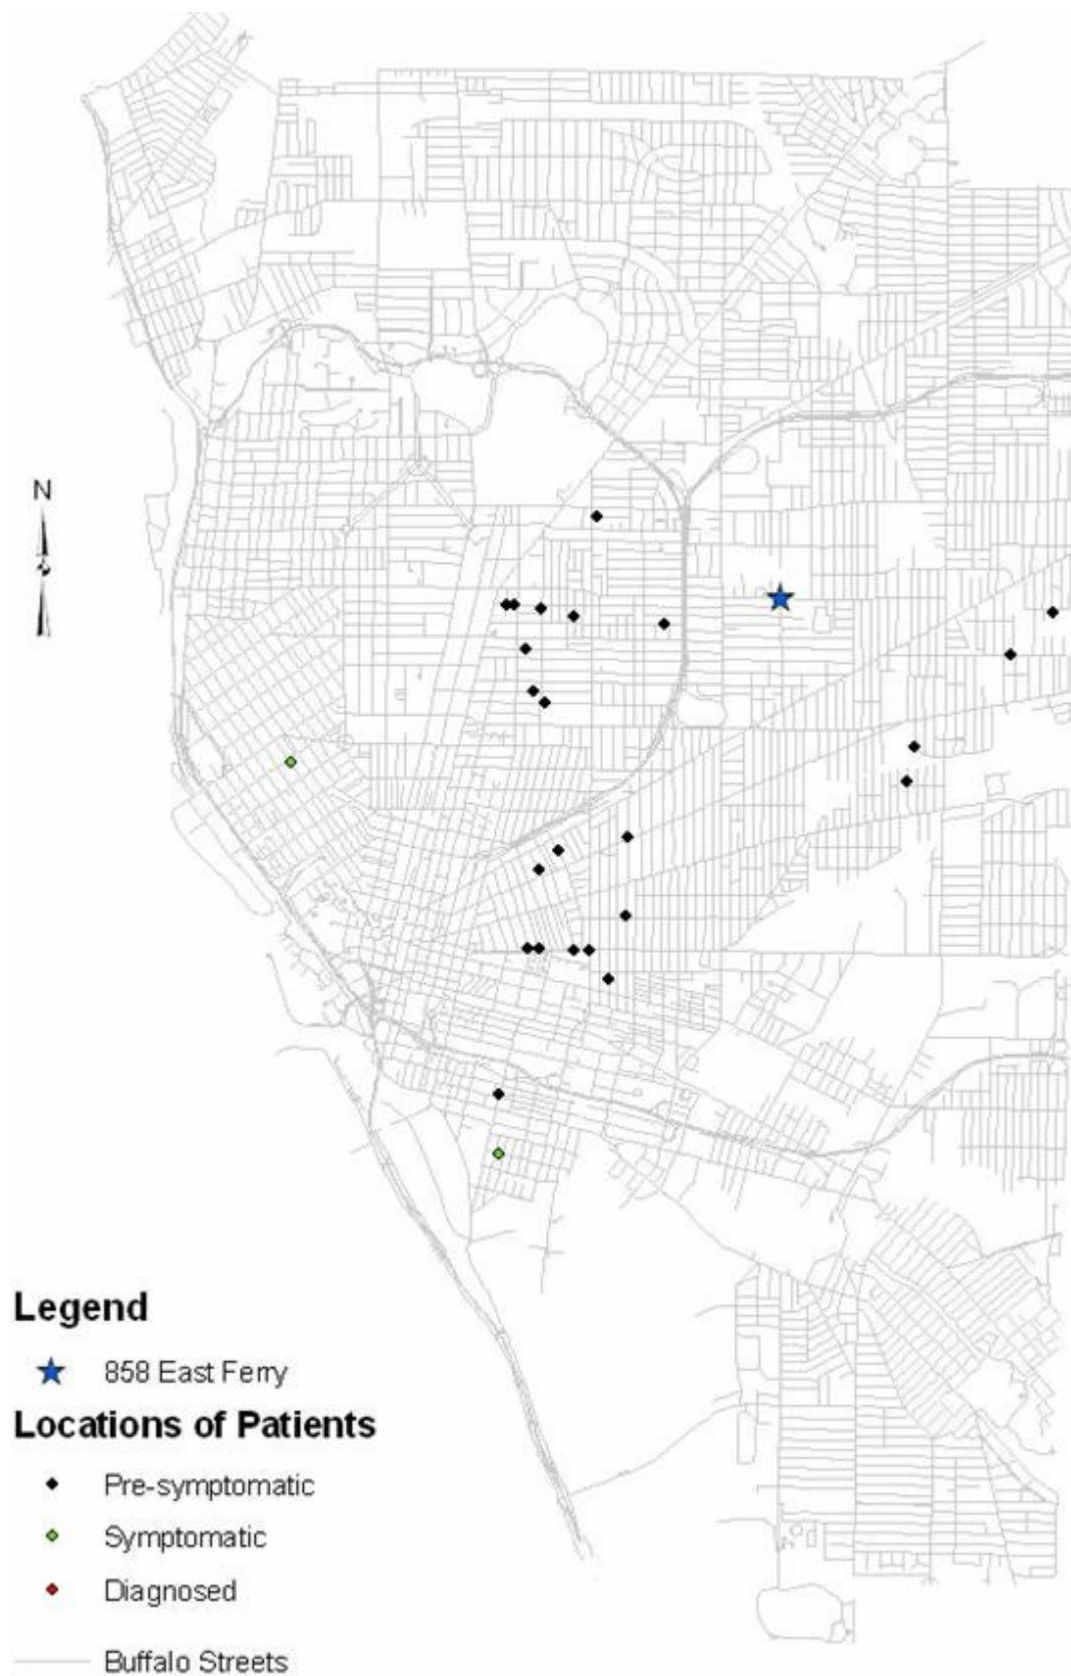 N
Legend
858 East Ferry
Locations of Patients
Pre-symptomatic
Symptomatic
Diagnosed
Buffalo Streets